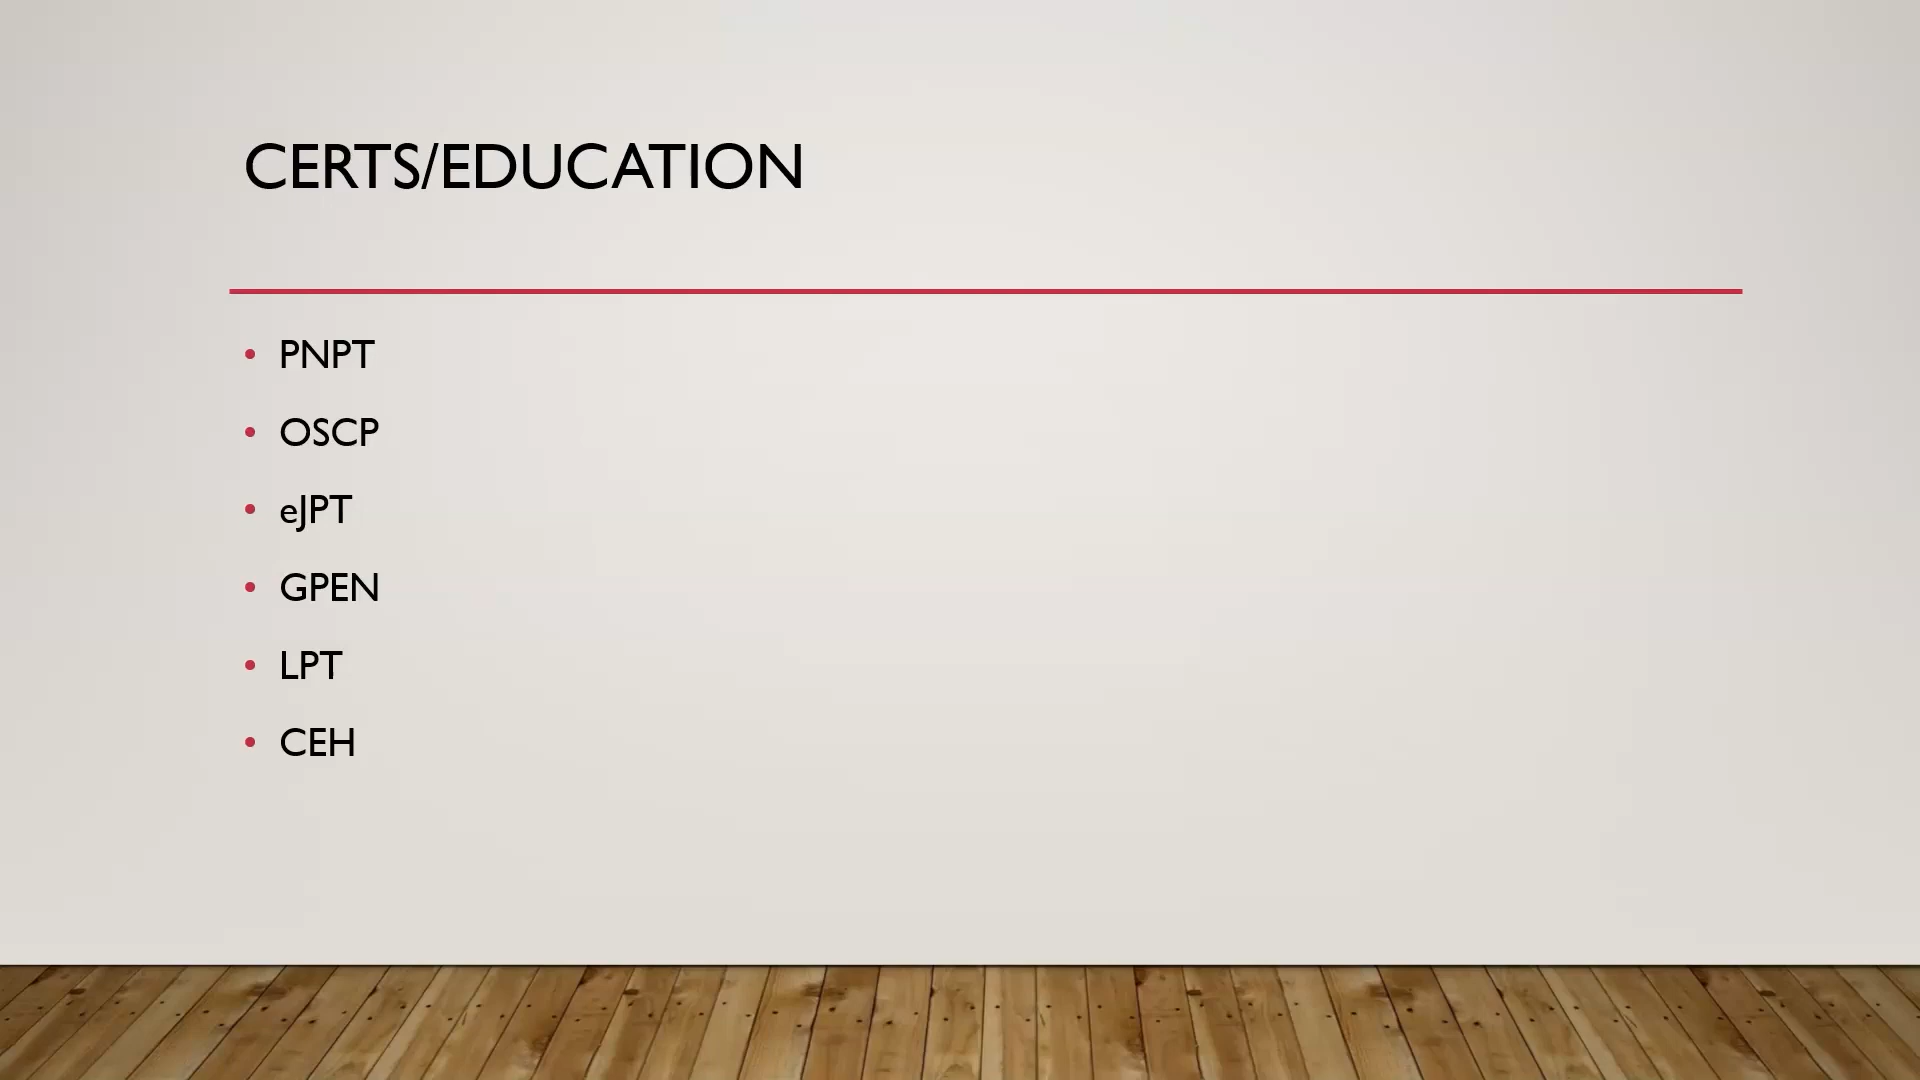 CERTS/EDUCATION
• PNPT
• OSCP
• eJPT
• GPEN
• LPT
• CEH